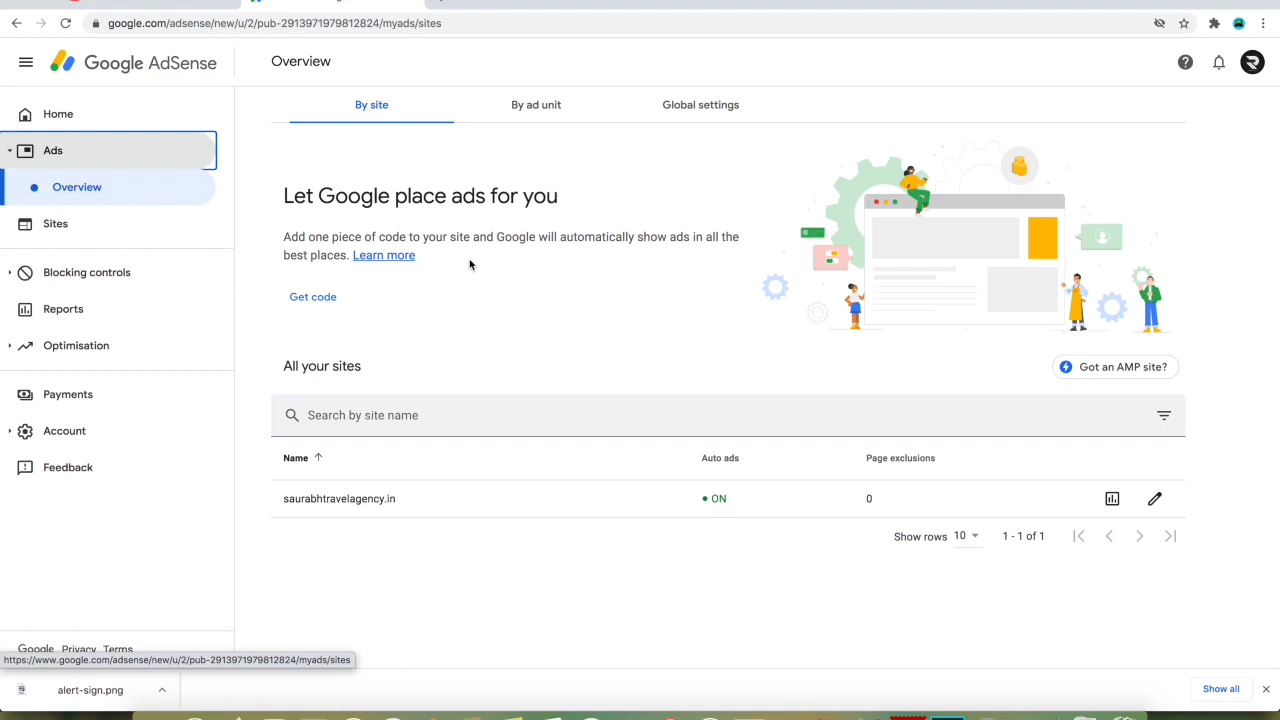 google.com/adsense/new/u/2/pub-2913971979812824/myads/sites
Google AdSense
Overview
Home
Ads
Overview
Sites
Blocking controls
Reports
Optimisation
Payments
Account
Feedback
By site
By ad unit
Global settings
Let Google place ads for you
Add one piece of code to your site and Google will automatically show ads in all the
best places. Learn more
Get code
All your sites
Got an AMP site?
Search by site name
Name
Auto ads
Page exclusions
saurabhtravelagency.in
ON
0
Show rows
10
1 - 1 of 1
Google Privacy Terms
https://www.google.com/adsense/new/u/2/pub-2913971979812824/myads/sites
alert-sign.png
Show all